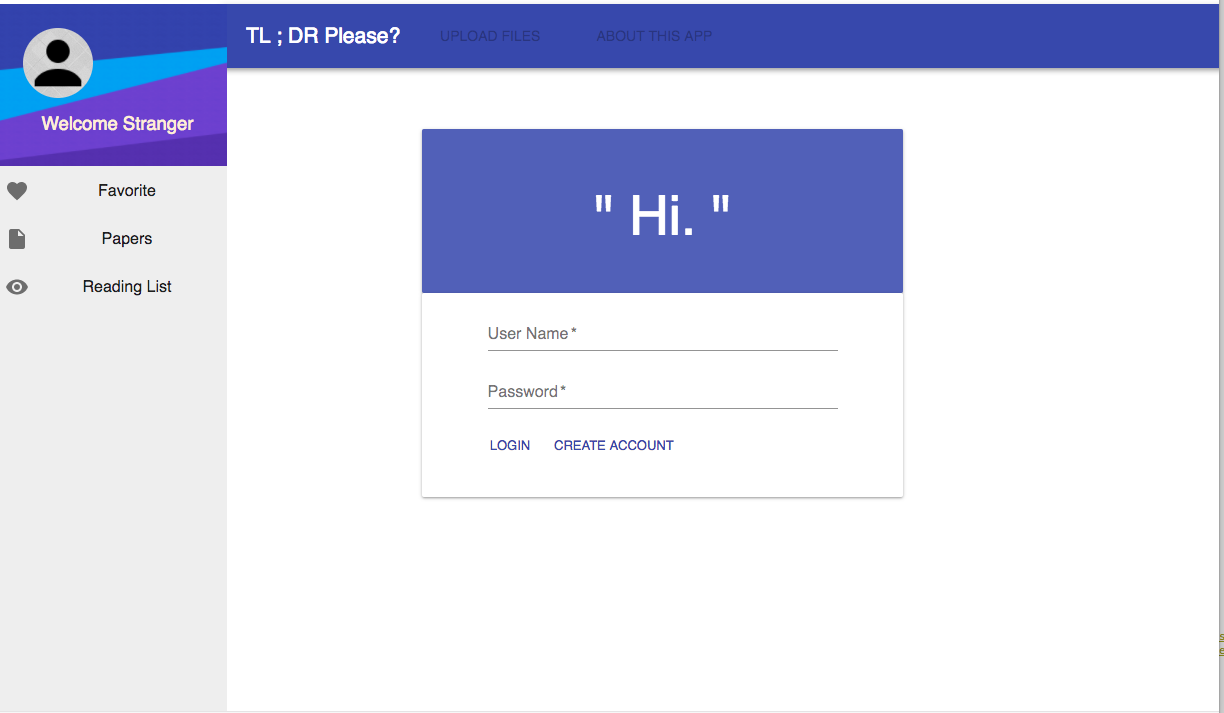 TL ; DR Please?
UPLOAD FILES
ABOUT THIS APP
Welcome Stranger
Favorite
Papers
Reading List
" Hi. "
User Name *
Password *
LOGIN
CREATE ACCOUNT